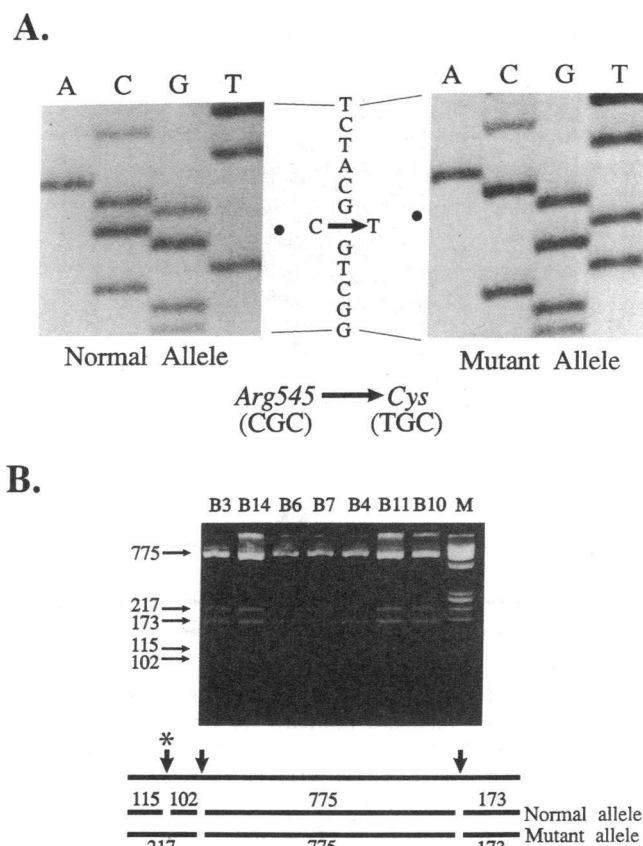 A.
A C G T
A C G T
T
C
T
A
C
G
C T
G
T
C
G
G
Normal Allele
Mutant Allele
Arg545 Cys
(CGC) (TGC)
B.
B3 B14 B6 B7 B4 B11 B10 M
775
217
173
115
102
*
115 102 775 173
Normal allele
Mutant allele
217 775 173